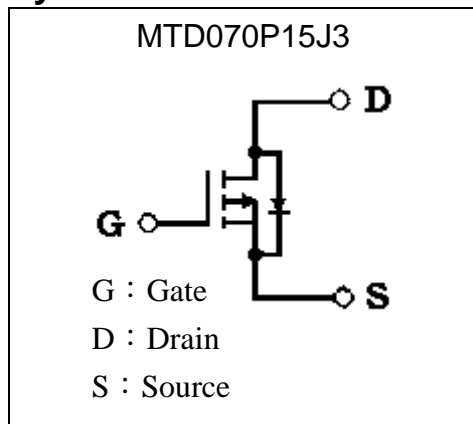 MTD070P15J3
D
G
S
G：Gate
D：Drain
S：Source